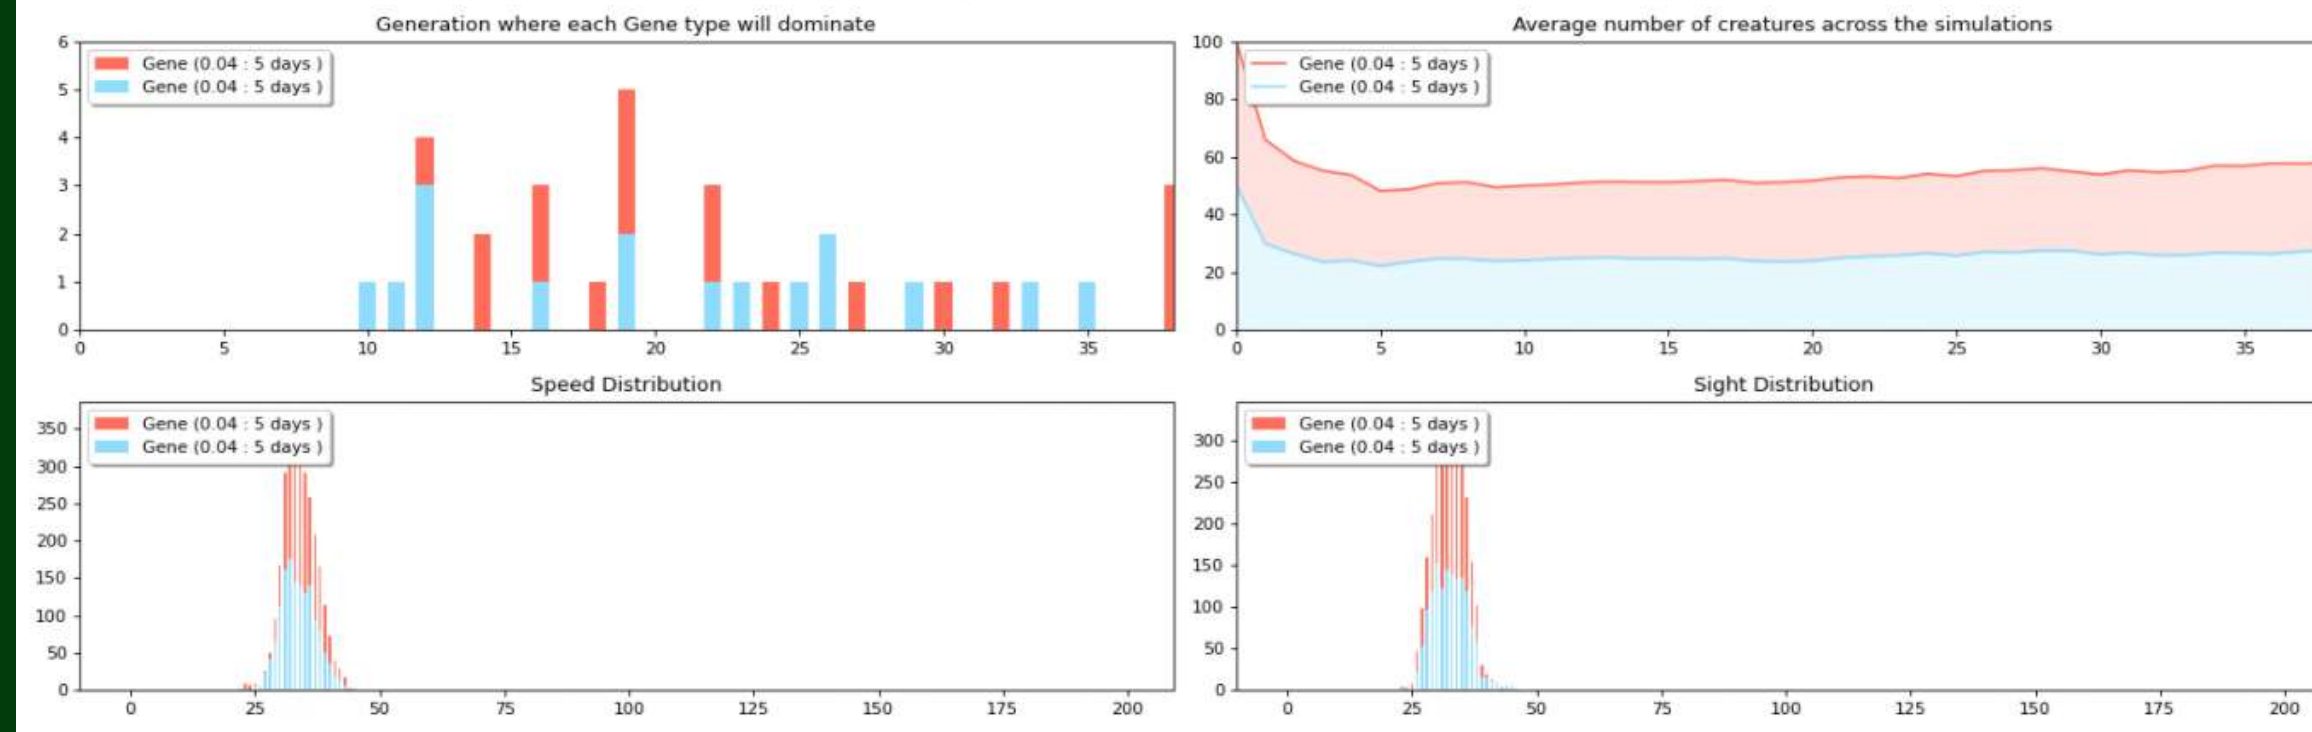 Generation where each Gene type will dominate
6
5
4
3
2
1
0
Gene (0.04 : 5 days )
Gene (0.04 : 5 days )
0 5 10 15 20 25 30 35
Average number of creatures across the simulations
100
80
60
40
20
0
Gene (0.04 : 5 days )
Gene (0.04 : 5 days )
0 5 10 15 20 25 30 35
Speed Distribution
350
300
250
200
150
100
50
0
Gene (0.04 : 5 days )
Gene (0.04 : 5 days )
0 25 50 75 100 125 150 175 200
Sight Distribution
300
250
200
150
100
50
0
Gene (0.04 : 5 days )
Gene (0.04 : 5 days )
0 25 50 75 100 125 150 175 200